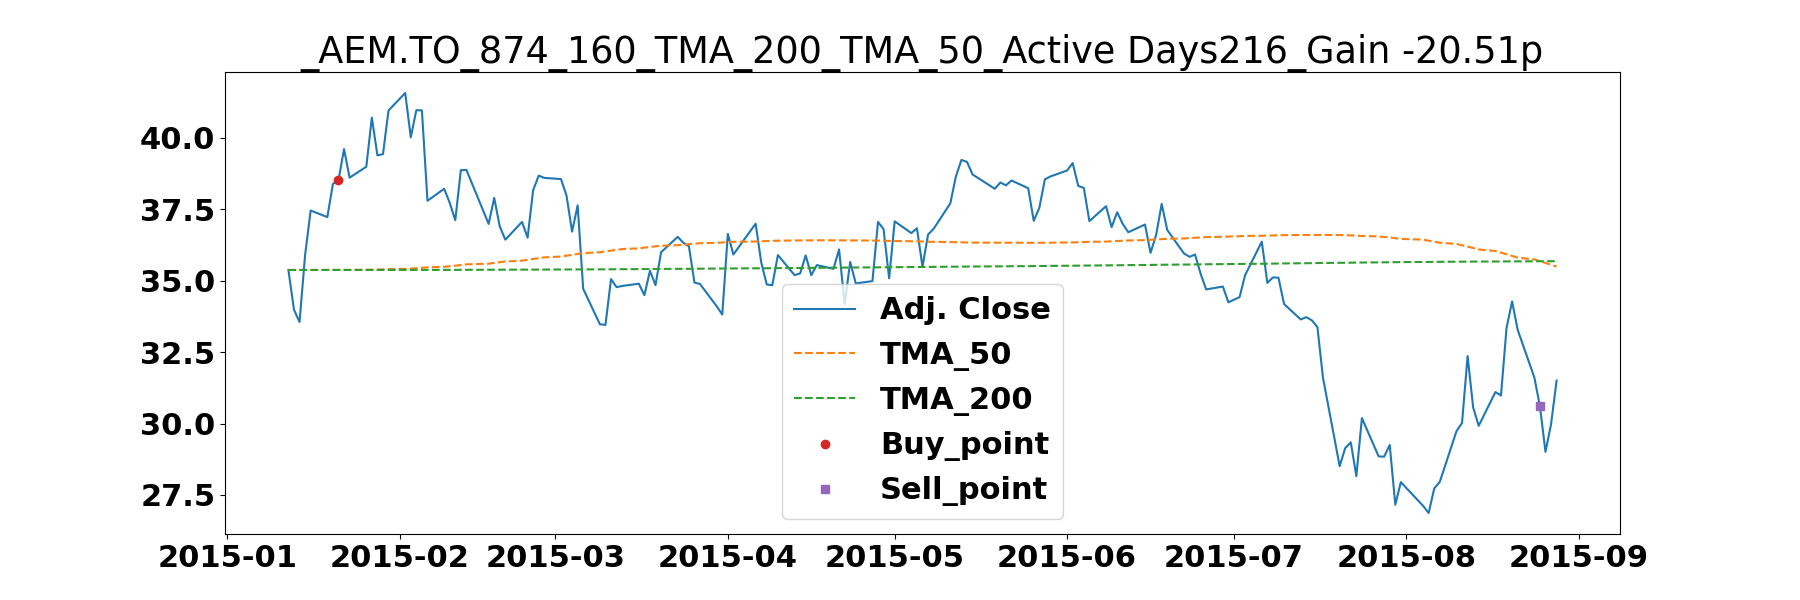 _AEM.TO_874_160_TMA_200_TMA_50_Active Days216_Gain -20.51p
40.0
37.5
35.0
32.5
30.0
27.5
Adj. Close
TMA_50
TMA_200
Buy_point
Sell_point
2015-01 2015-02 2015-03 2015-04 2015-05 2015-06 2015-07 2015-08 2015-09